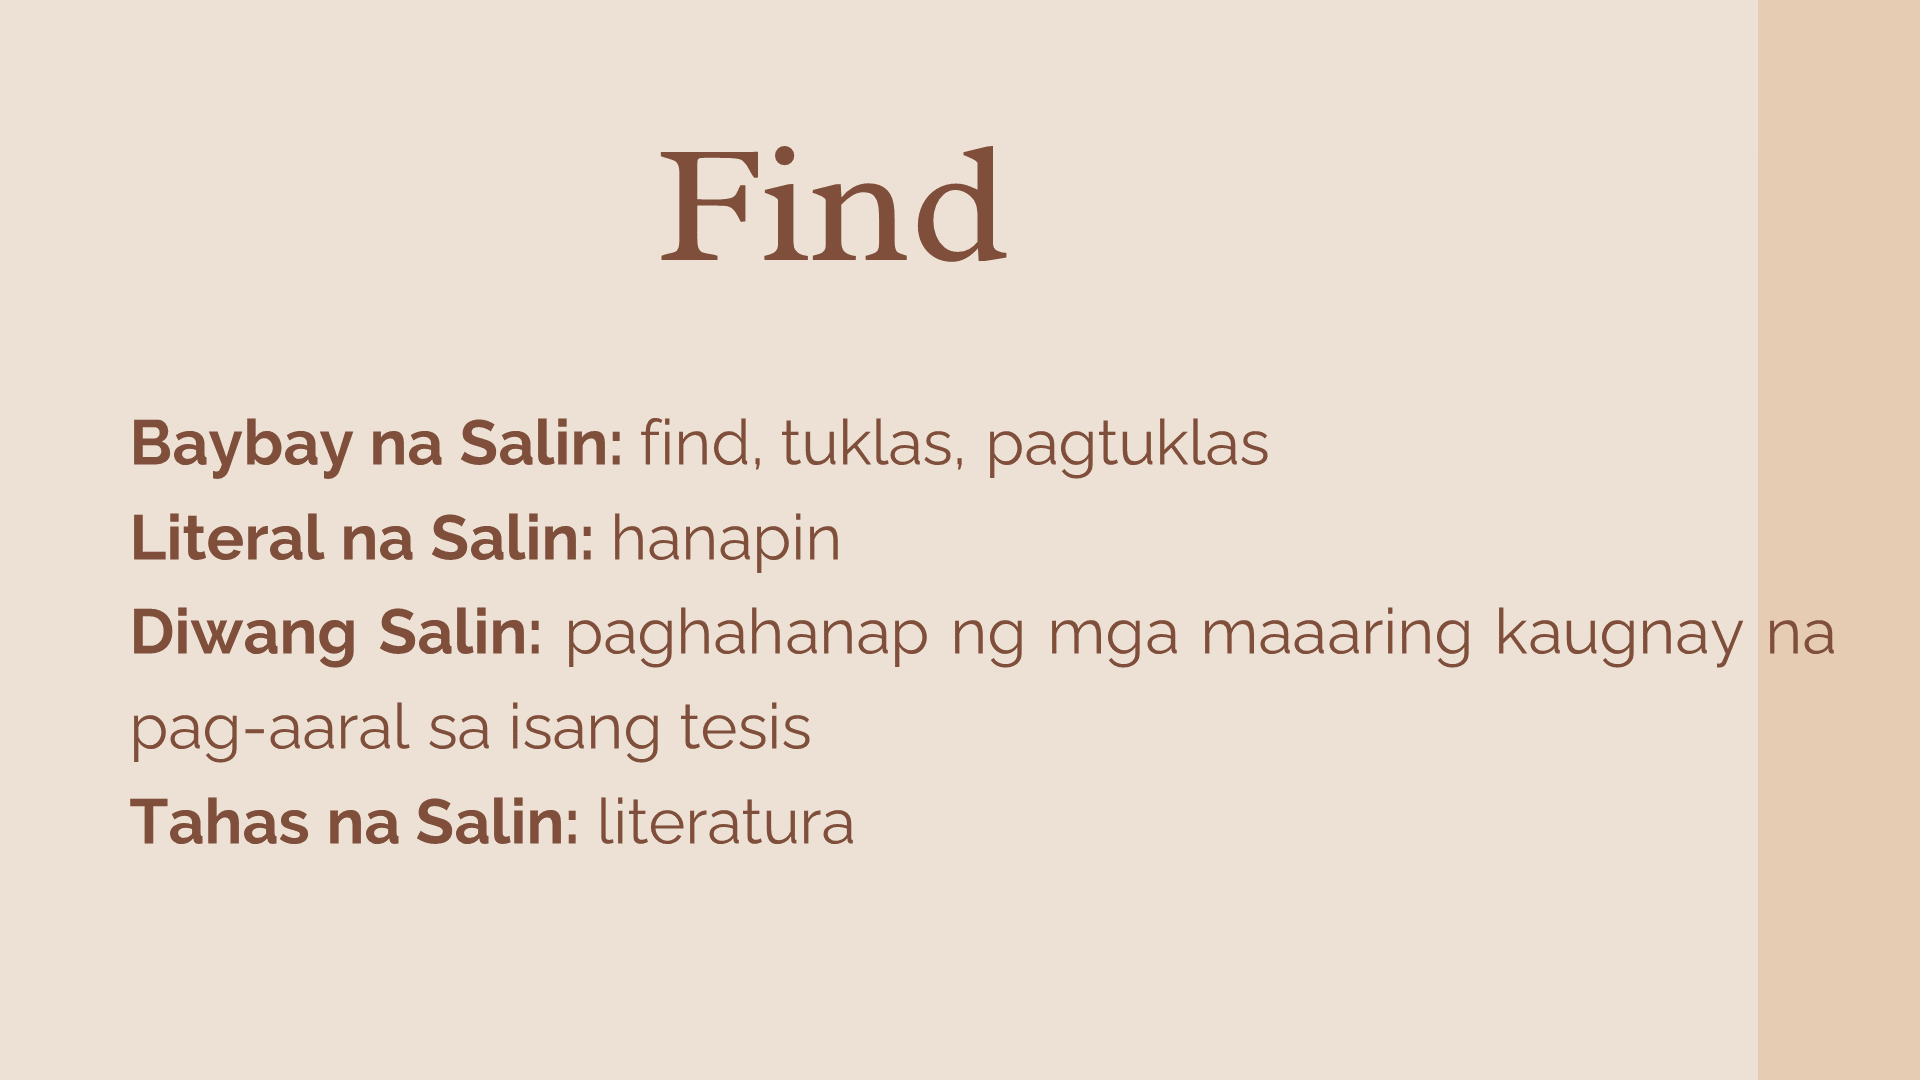 Find
Baybay na Salin: find, tuklas, pagtuklas
Literal na Salin: hanapin
Diwang Salin: paghahanap ng mga maaaring kaugnay na
pag-aaral sa isang tesis
Tahas na Salin: literatura